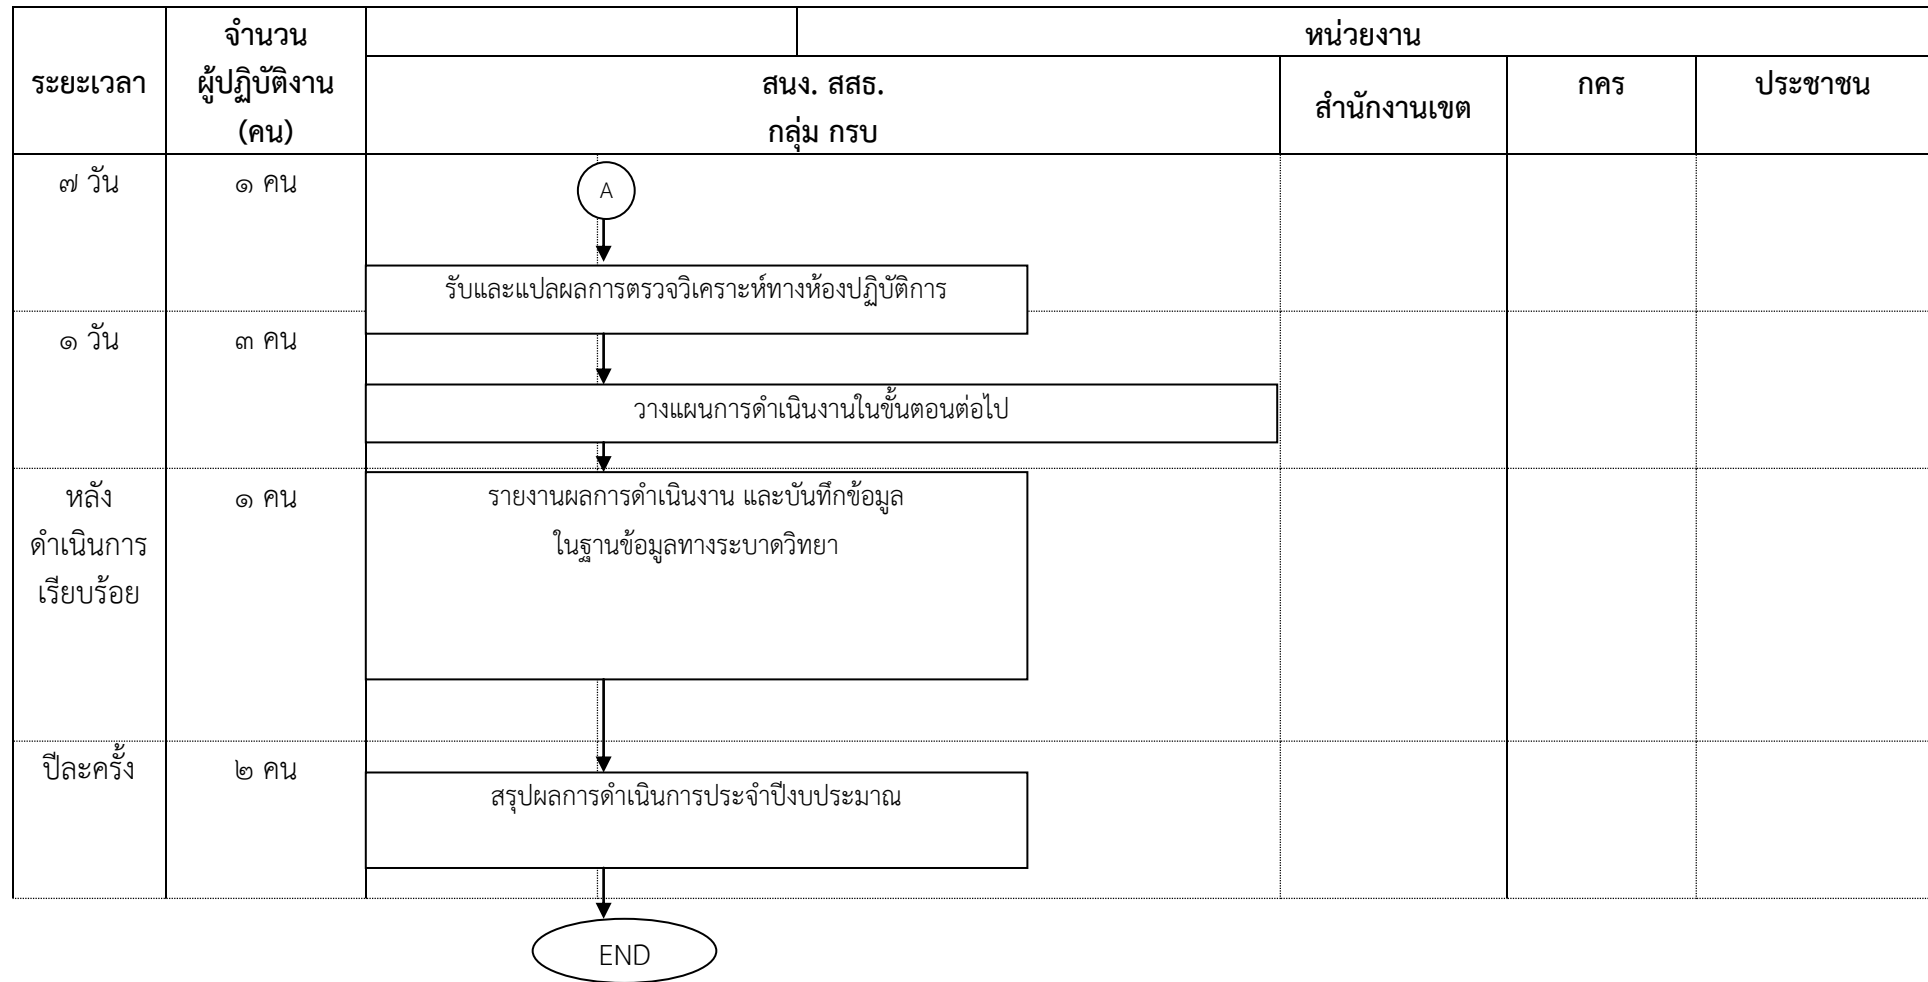 ระยะเวลา
จำนวน
ผู้ปฏิบัติงาน
(คน)
หน่วยงาน
สนง. สสธ.
กลุ่ม กรบ
สำนักงานเขต
กคร
ประชาชน
๗ วัน
๑ คน
A
รับและแปลผลการตรวจวิเคราะห์ทางห้องปฏิบัติการ
๑ วัน
๓ คน
วางแผนการดำเนินงานในขั้นตอนต่อไป
หลัง
ดำเนินการ
เรียบร้อย
๑ คน
รายงานผลการดำเนินงาน และบันทึกข้อมูล
ในฐานข้อมูลทางระบาดวิทยา
ปีละครั้ง
๒ คน
สรุปผลการดำเนินการประจำปีงบประมาณ
END